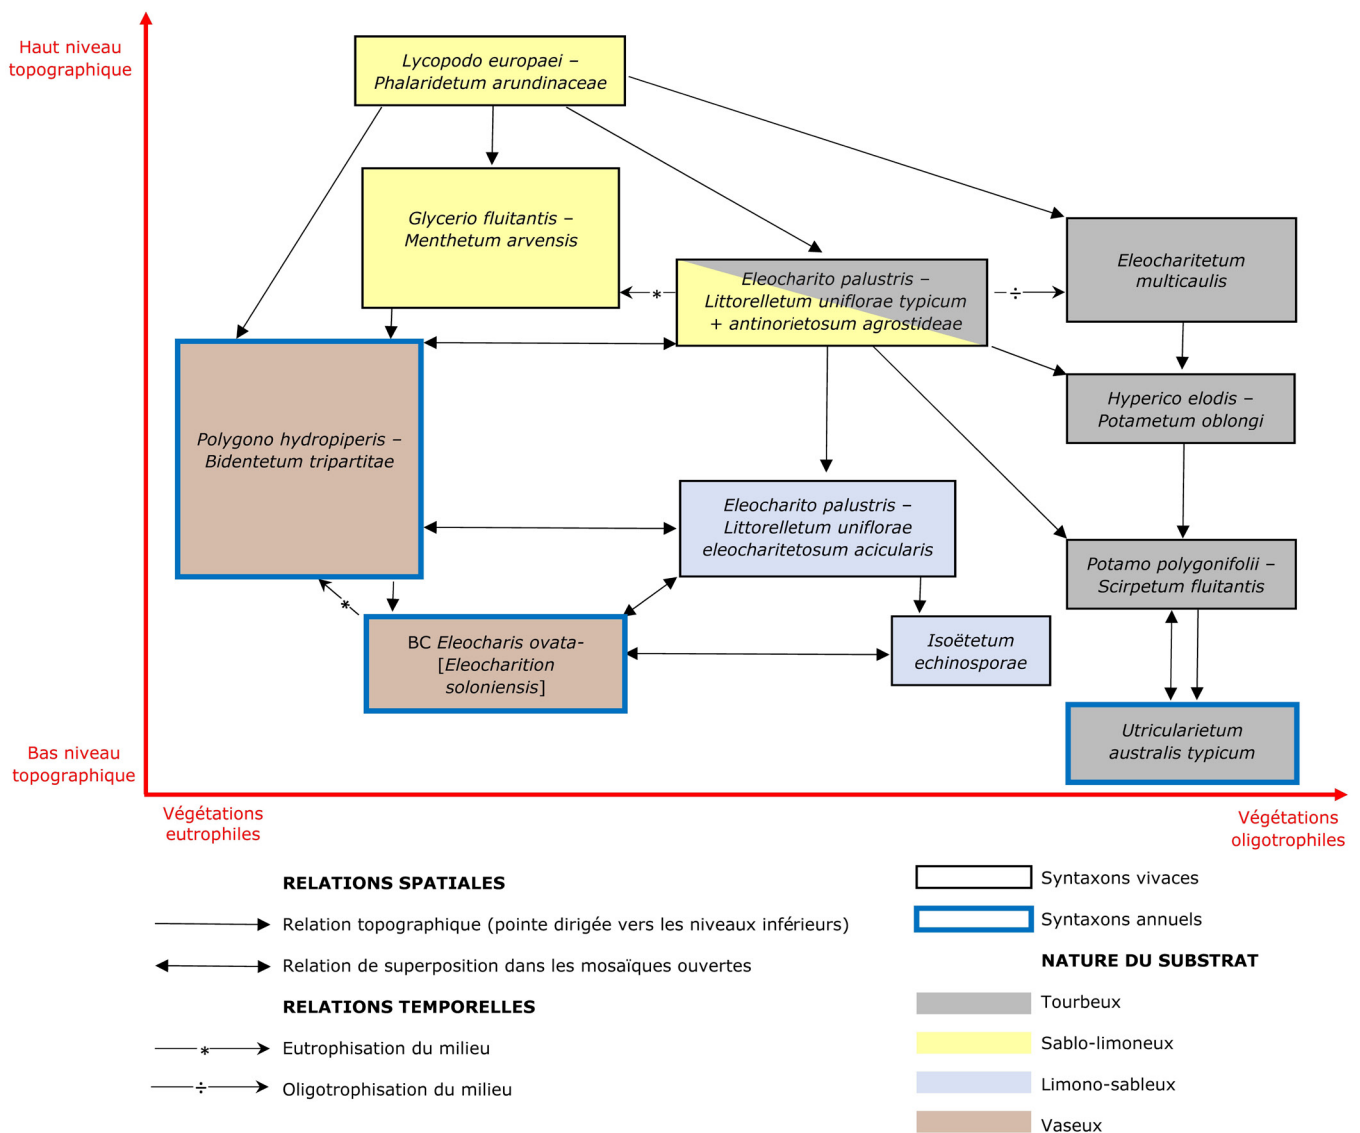 Haut niveau
topographique
Lycopodo europaei –
Phalaridetum arundinaceae
Glycerio fluitantis –
Menthetum arvensis
Eleocharito palustris –
Littorelletum uniflorae typicum
+ antinorietosum agrostideae
*
÷
Eleocharitetum
multicaulis
Hyperico elodis –
Potametum oblongi
Polygono hydropiperis –
Bidentetum tripartitae
Eleocharito palustris –
Littorelletum uniflorae
eleocharitetosum acicularis
Potamo polygonifolii –
Scirpetum fluitantis
*
BC Eleocharis ovata-
[Eleocharition
soloniensis]
Isoëtetum
echinosporae
Utricularietum
australis typicum
Bas niveau
topographique
Végétations
eutrophiles
Végétations
oligotrophiles
RELATIONS SPATIALES
Relation topographique (pointe dirigée vers les niveaux inférieurs)
Relation de superposition dans les mosaïques ouvertes
RELATIONS TEMPORELLES
* Eutrophisation du milieu
÷ Oligotrophisation du milieu
Syntaxons vivaces
Syntaxons annuels
NATURE DU SUBSTRAT
Tourbeux
Sablo-limoneux
Limono-sableux
Vaseux